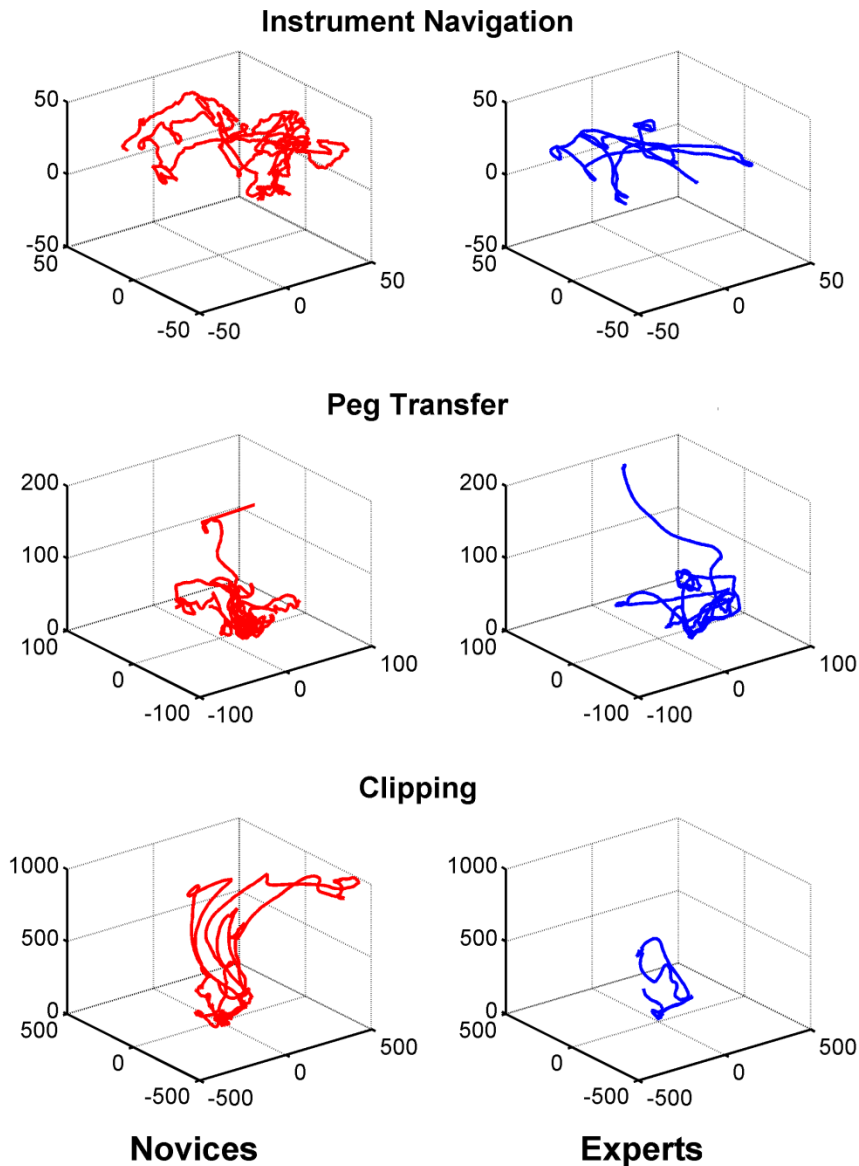 Instrument Navigation
50 50
0 0
-50 -50
50 50 50 50
0 0 0 0
-50 -50 -50 -50
Peg Transfer
200 200
100 100
0 0
100 100 100 100
0 0 0 0
-100 -100 -100 -100
Clipping
1000 1000
500 500
0 0
500 500 500 500
0 0 0 0
-500 -500 -500 -500
Novices Experts